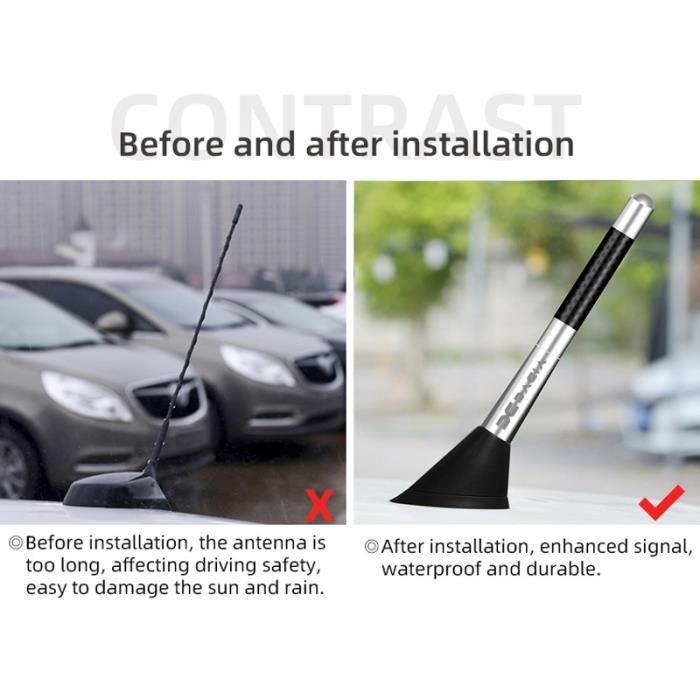 CONTRAST
Before and after installation
◎Before installation, the antenna is
too long, affecting driving safety,
easy to damage the sun and rain.
◎After installation, enhanced signal,
waterproof and durable.